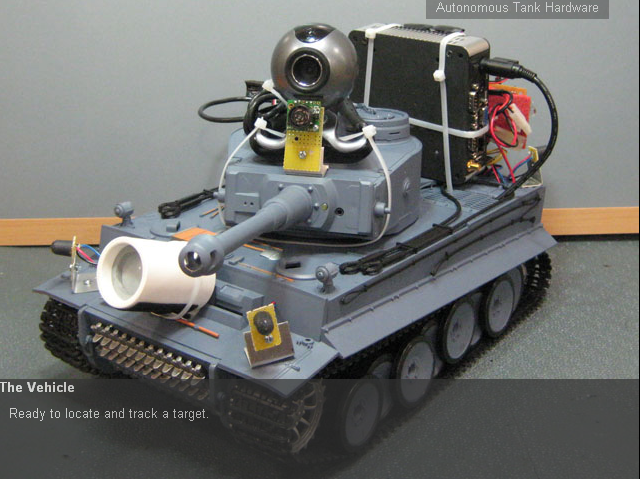 Autonomous Tank Hardware
The Vehicle
Ready to locate and track a target.